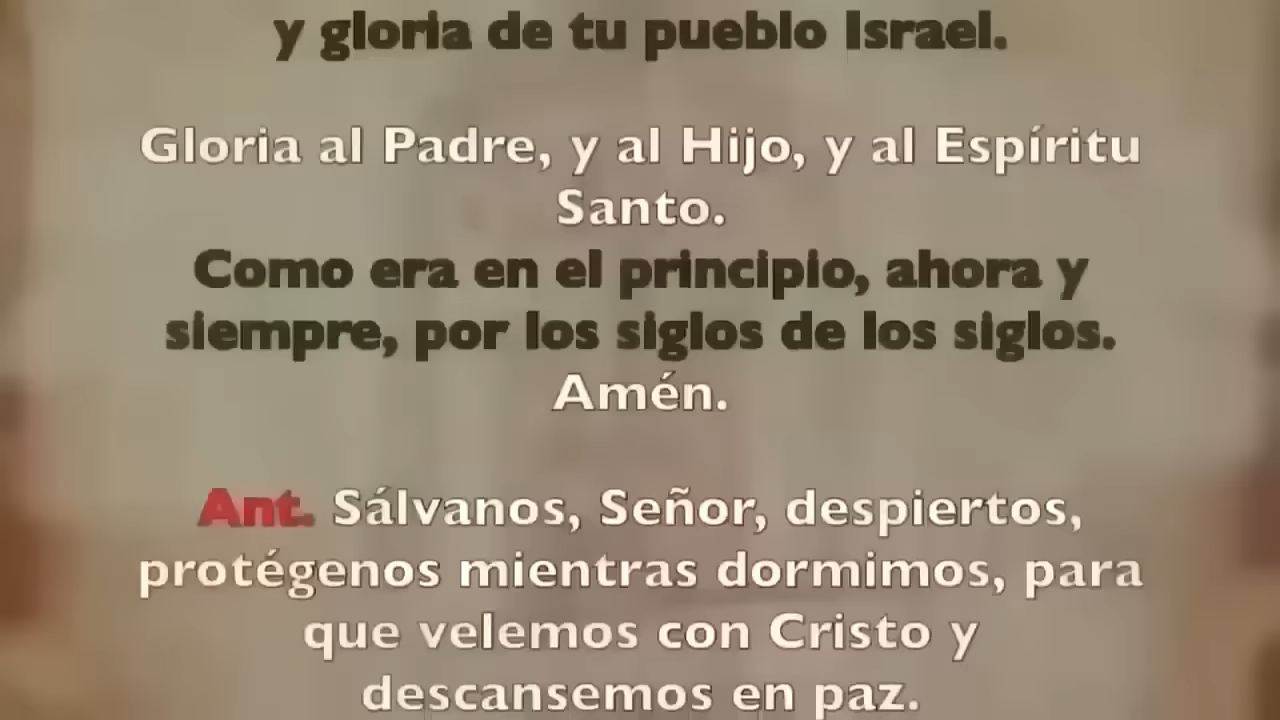 y gloria de tu pueblo Israel.
Gloria al Padre, y al Hijo, y al Espíritu
Santo.
Como era en el principio, ahora y
siempre, por los siglos de los siglos.
Amén.
Ant. Sálvanos, Señor, despiertos,
protégenos mientras dormimos, para
que velemos con Cristo y
descansemos en paz.